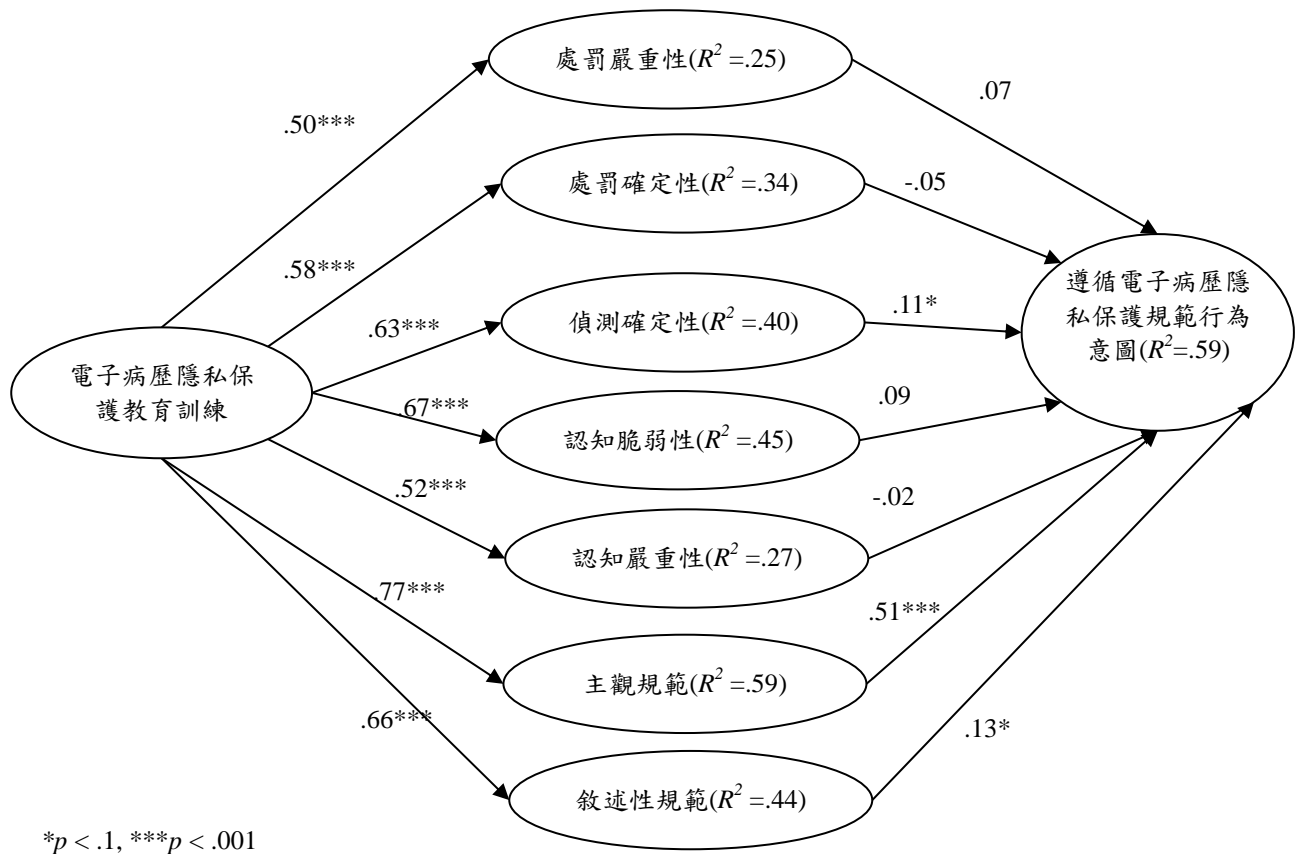 處罰嚴重性(R² =.25)
.07
.50***
處罰確定性(R² =.34)
-.05
.58***
偵測確定性(R² =.40)
.11*
.63***
遵循電子病歷隱
私保護規範行為
意圖(R²=.59)
電子病歷隱私保
護教育訓練
.67***
認知脆弱性(R² =.45)
.09
.52***
認知嚴重性(R² =.27)
-.02
.77***
主觀規範(R² =.59)
.51***
.66***
敘述性規範(R² =.44)
.13*
*p < .1, ***p < .001